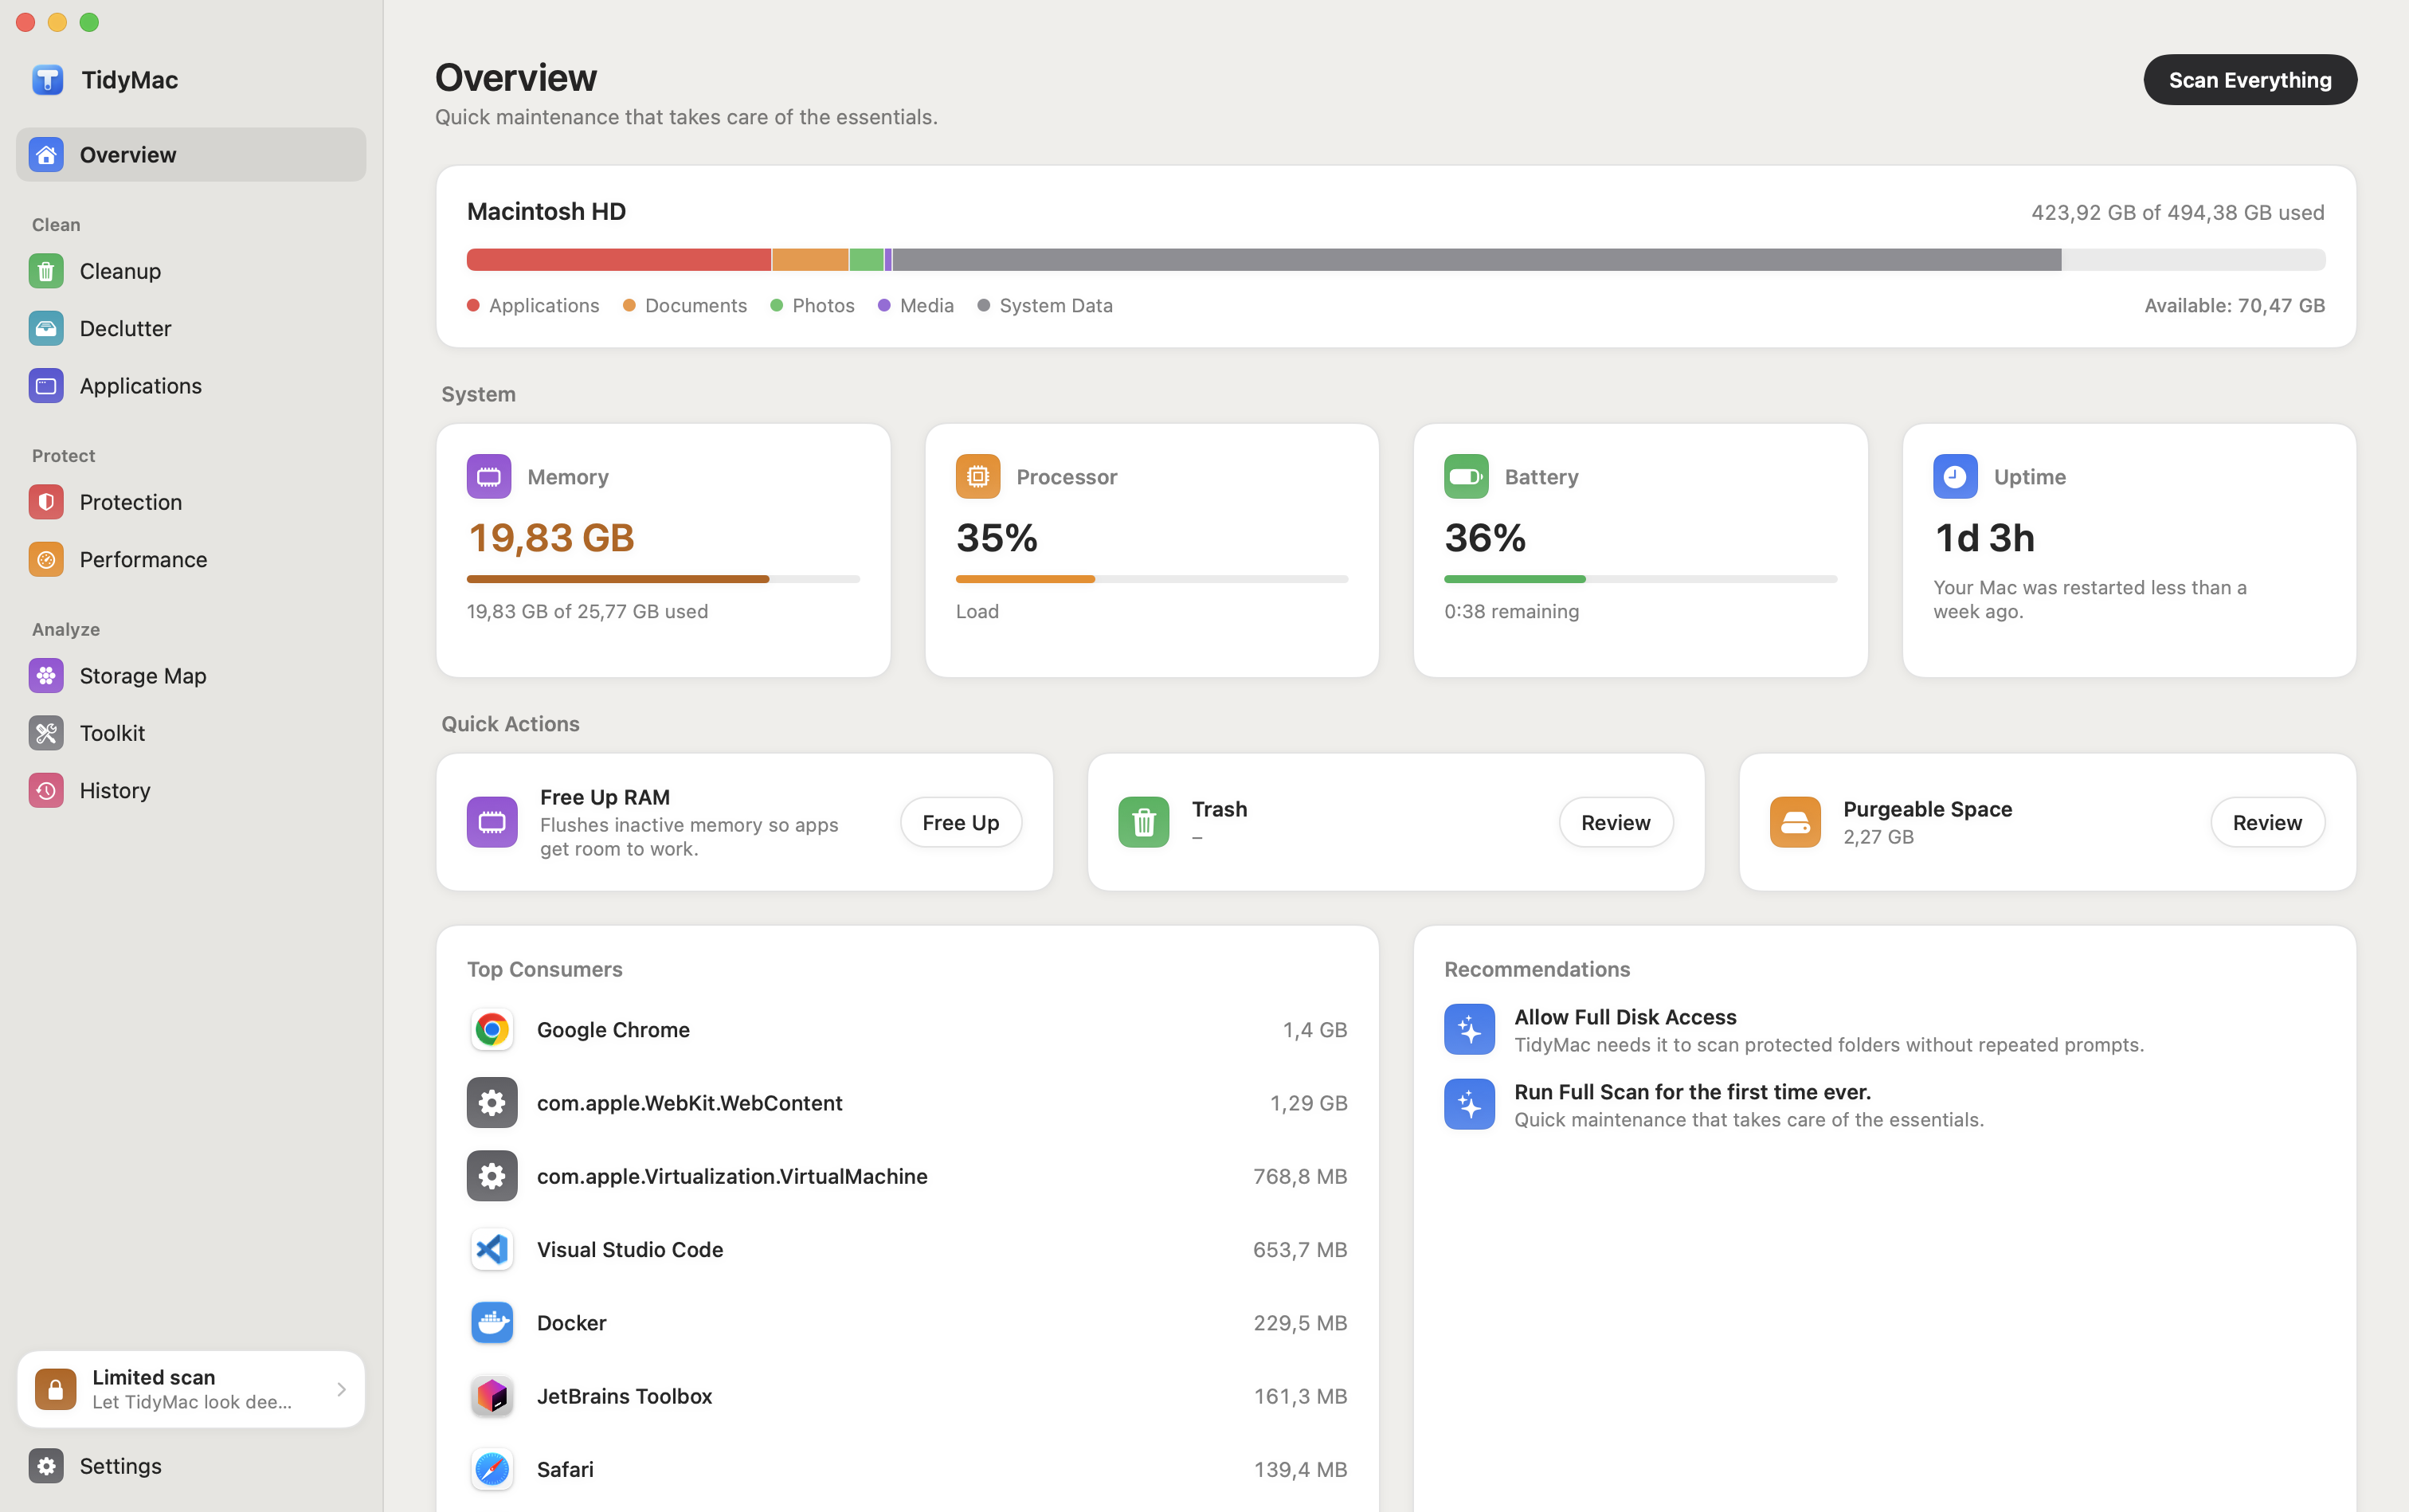 TidyMac
Overview
Clean
Cleanup
Declutter
Applications
Protect
Protection
Performance
Analyze
Storage Map
Toolkit
History
Limited scan
Let TidyMac look dee...
Settings
Overview
Quick maintenance that takes care of the essentials.
Scan Everything
Macintosh HD
423,92 GB of 494,38 GB used
Applications
Documents
Photos
Media
System Data
Available: 70,47 GB
System
Memory
19,83 GB
19,83 GB of 25,77 GB used
Processor
35%
Load
Battery
36%
0:38 remaining
Uptime
1d 3h
Your Mac was restarted less than a
week ago.
Quick Actions
Free Up RAM
Flushes inactive memory so apps
get room to work.
Free Up
Trash
–
Review
Purgeable Space
2,27 GB
Review
Top Consumers
Google Chrome
1,4 GB
com.apple.WebKit.WebContent
1,29 GB
com.apple.Virtualization.VirtualMachine
768,8 MB
Visual Studio Code
653,7 MB
Docker
229,5 MB
JetBrains Toolbox
161,3 MB
Safari
139,4 MB
Recommendations
Allow Full Disk Access
TidyMac needs it to scan protected folders without repeated prompts.
Run Full Scan for the first time ever.
Quick maintenance that takes care of the essentials.